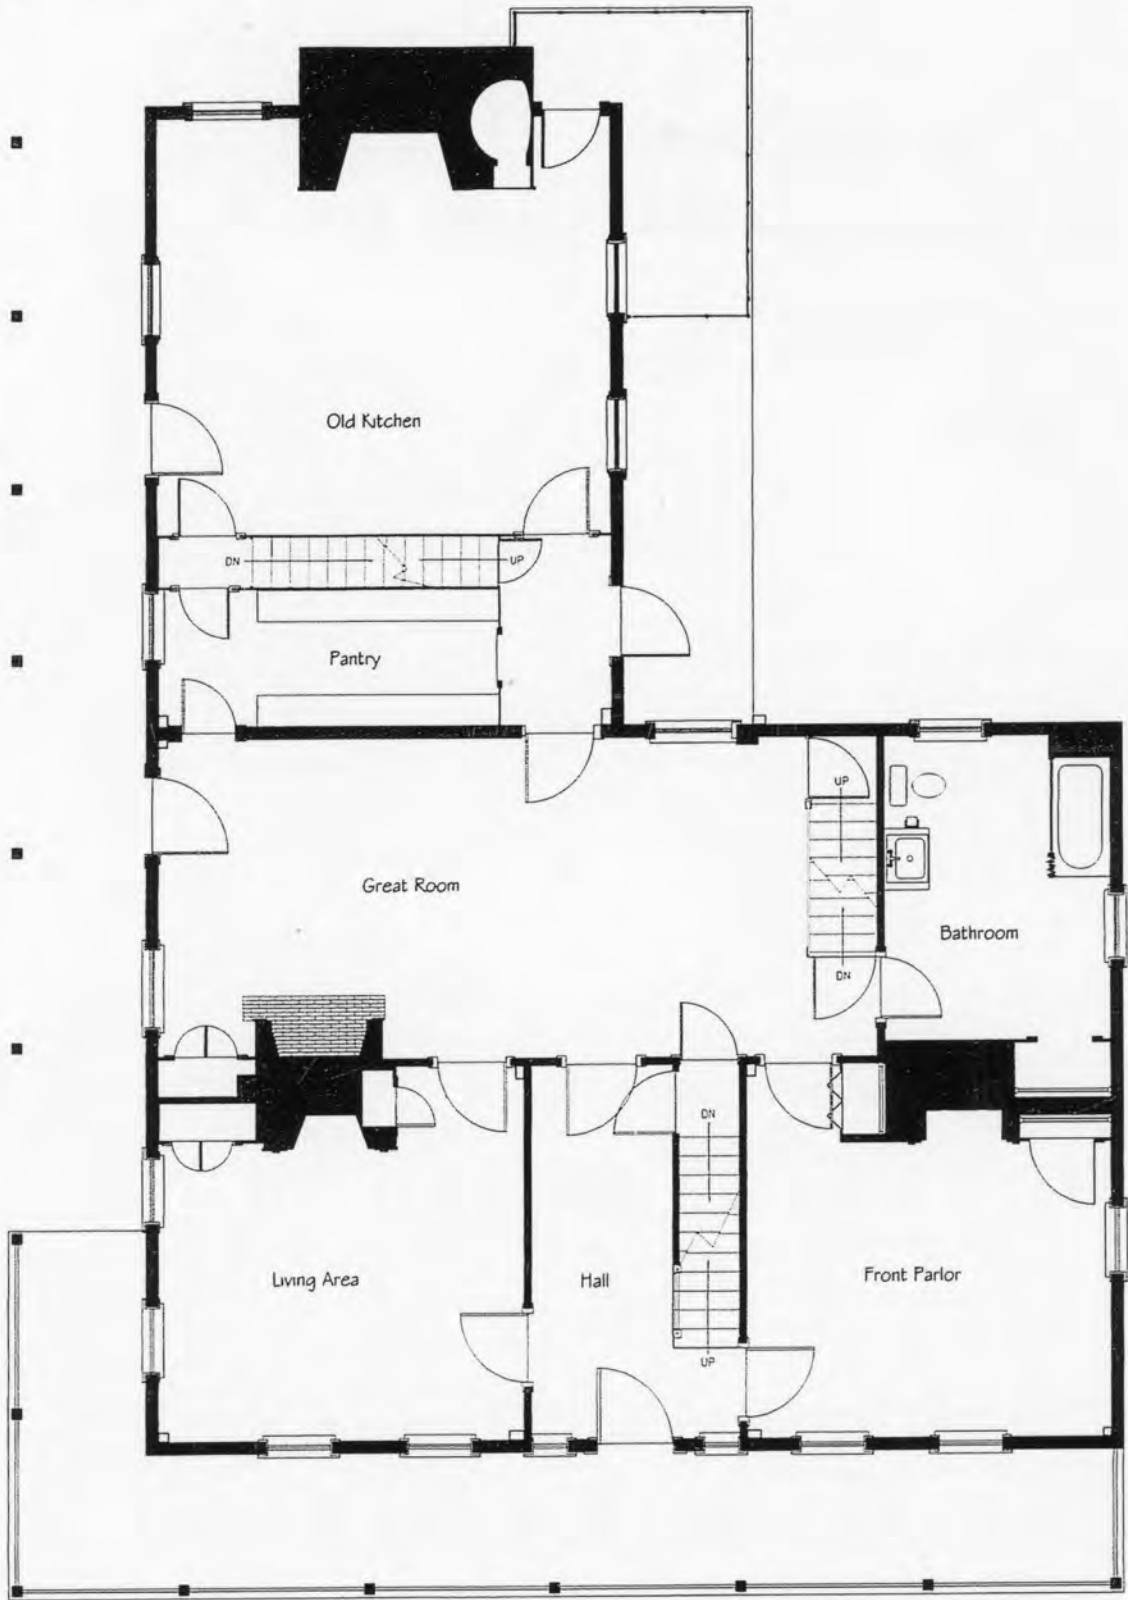 Old Kitchen
DN
UP
Pantry
UP
Great Room
Bathroom
DN
DN
Living Area
Hall
Front Parlor
UP